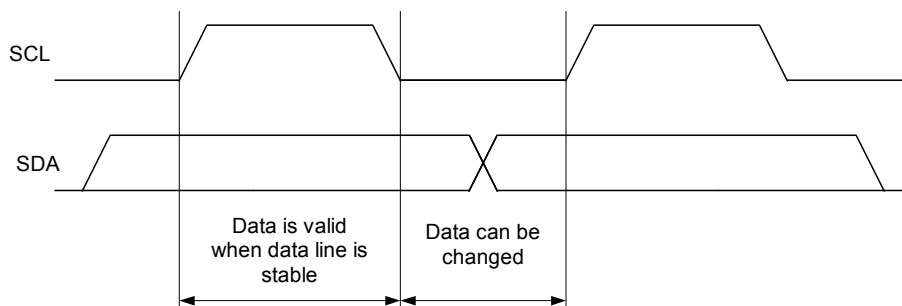 SCL
SDA
Data is valid
when data line is
stable
Data can be
changed